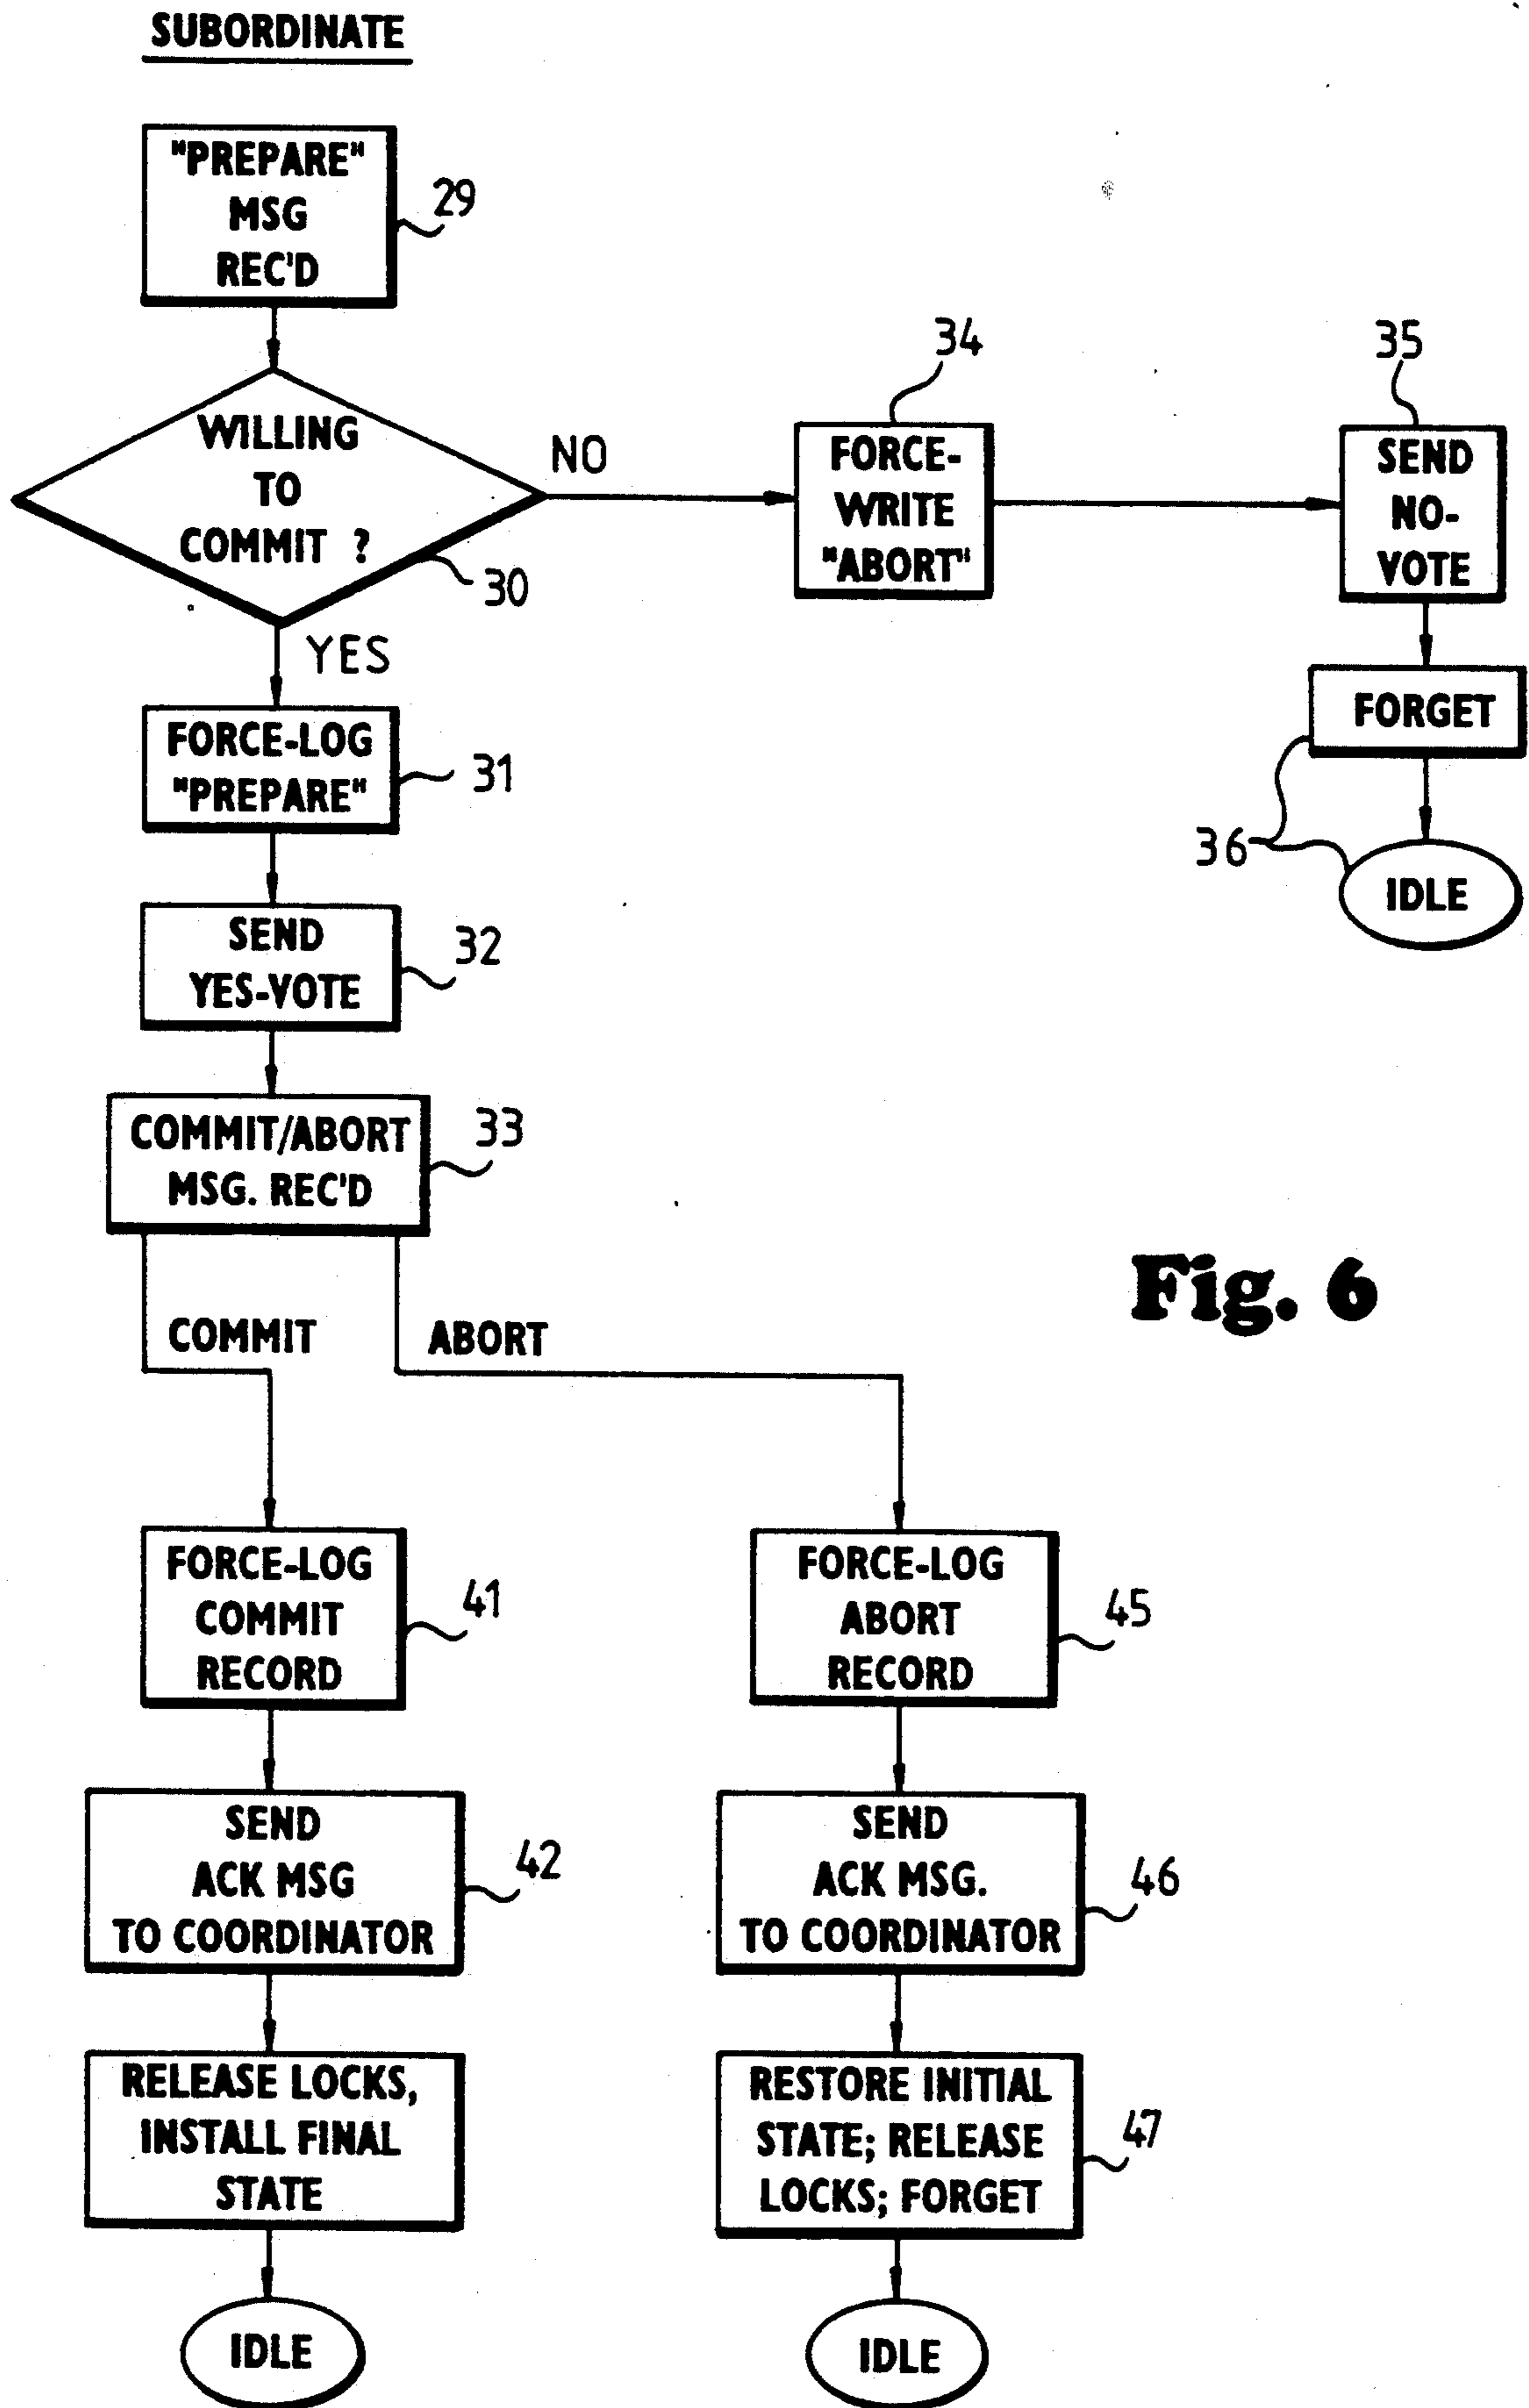 SUBORDINATE
"PREPARE"
MSG
REC'D
29
WILLING
TO
COMMIT ?
30
NO
YES
34
FORCE-
WRITE
"ABORT"
35
SEND
NO-
VOTE
FORGET
36
IDLE
FORCE-LOG
"PREPARE"
31
SEND
YES-VOTE
32
COMMIT/ABORT
MSG. REC'D
33
COMMIT
ABORT
Fig. 6
FORCE-LOG
COMMIT
RECORD
41
SEND
ACK MSG
TO COORDINATOR
42
RELEASE LOCKS,
INSTALL FINAL
STATE
IDLE
FORCE-LOG
ABORT
RECORD
45
SEND
ACK MSG.
TO COORDINATOR
46
RESTORE INITIAL
STATE; RELEASE
LOCKS; FORGET
47
IDLE